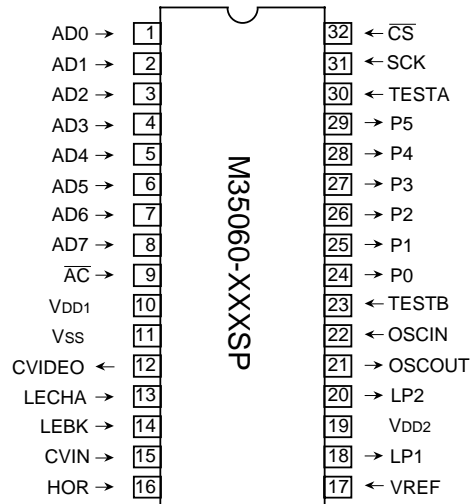 AD0 → 1
AD1 → 2
AD2 → 3
AD3 → 4
AD4 → 5
AD5 → 6
AD6 → 7
AD7 → 8
A̅C̅ → 9
VDD1 10
VSS 11
CVIDEO ← 12
LECHA → 13
LEBK → 14
CVIN → 15
HOR → 16
M35060-XXXSP
32 ← C̅S̅
31 ← SCK
30 ← TESTA
29 → P5
28 → P4
27 → P3
26 → P2
25 → P1
24 → P0
23 ← TESTB
22 ← OSCIN
21 → OSCOUT
20 → LP2
19 VDD2
18 → LP1
17 ← VREF